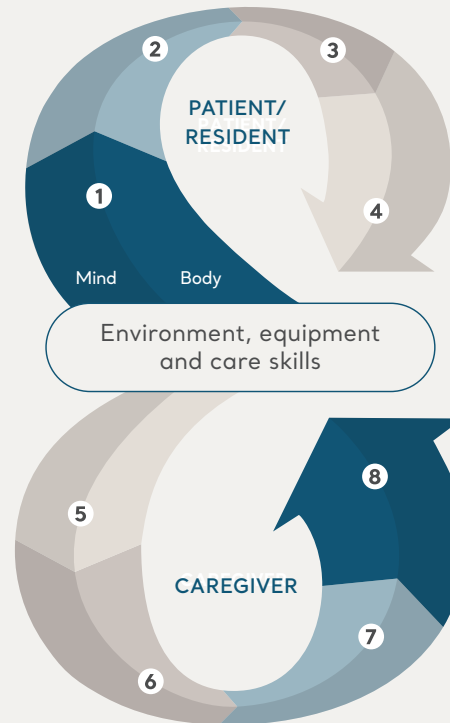 2
3
PATIENT/
RESIDENT
1
4
Mind Body
Environment, equipment
and care skills
5
8
CAREGIVER
7
6